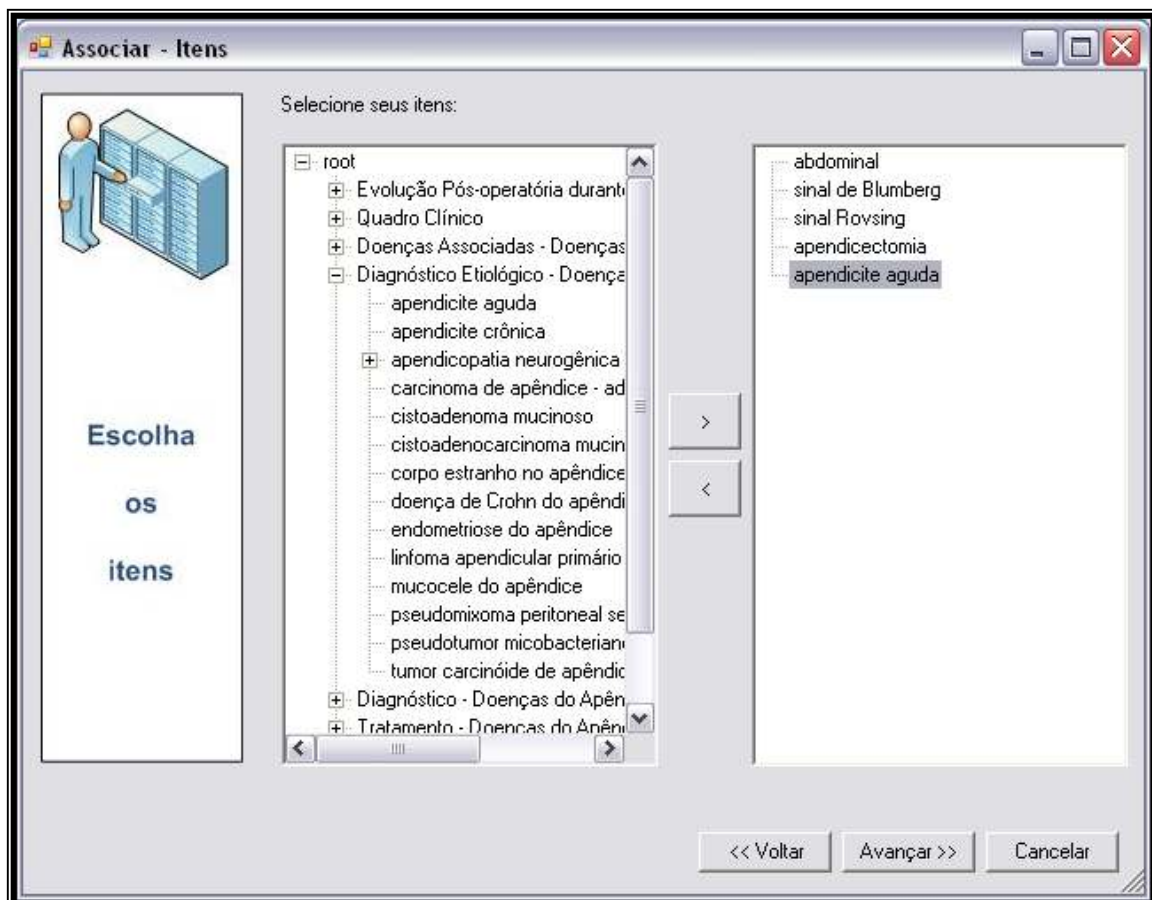 Associar - Itens
Selecione seus itens:
Escolha
os
itens
root
Evolução Pós-operatória durant
Quadro Clínico
Doenças Associadas - Doenças
Diagnóstico Etiológico - Doença
apendicite aguda
apendicite crônica
apendicopatia neurogênica
carcinoma de apêndice - ad
cistoadenoma mucinoso
cistoadenocarcinoma mucin
corpo estranho no apêndice
doença de Crohn do apêndi
endometriose do apêndice
linfoma apendicular primário
mucocele do apêndice
pseudomixoma peritoneal se
pseudotumor micobacterian
tumor carcinóide de apêndic
Diagnóstico - Doenças do Apên
Tratamento - Doenças do Apên
>
<
abdominal
sinal de Blumberg
sinal Rovsing
apendicectomia
apendicite aguda
<< Voltar
Avançar >>
Cancelar